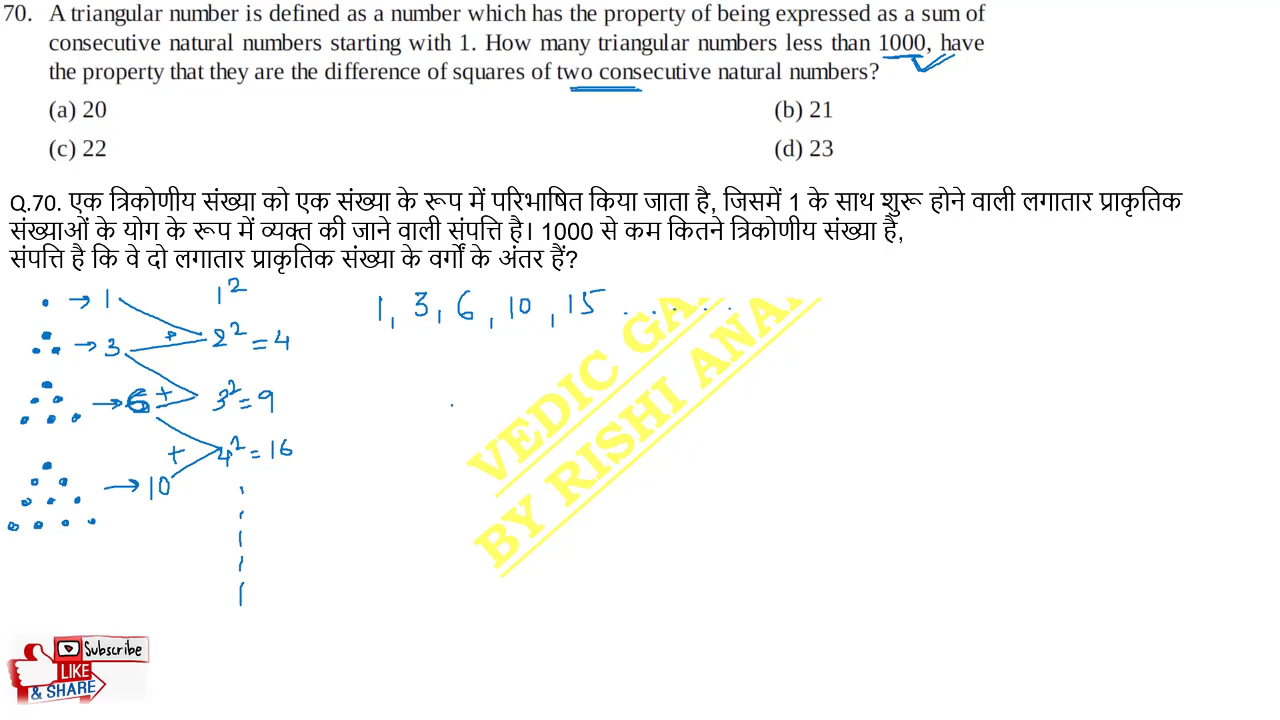 70. A triangular number is defined as a number which has the property of being expressed as a sum of
consecutive natural numbers starting with 1. How many triangular numbers less than 1000, have
the property that they are the difference of squares of two consecutive natural numbers?
(a) 20 (b) 21
(c) 22 (d) 23
Q.70. एक त्रिकोणीय संख्या को एक संख्या के रूप में परिभाषित किया जाता है, जिसमें 1 के साथ शुरू होने वाली लगातार प्राकृतिक
संख्याओं के योग के रूप में व्यक्त की जाने वाली संपत्ति है। 1000 से कम कितने त्रिकोणीय संख्या है,
संपत्ति है कि वे दो लगातार प्राकृतिक संख्या के वर्गों के अंतर हैं?
→ 1 1²
1, 3, 6, 10, 15 . . . . . .
→ 3 + 2² = 4
→ 6 + 3² = 9
+ 4² = 16
→ 10
VEDIC GA
BY RISHI ANA
Subscribe
LIKE
& SHARE